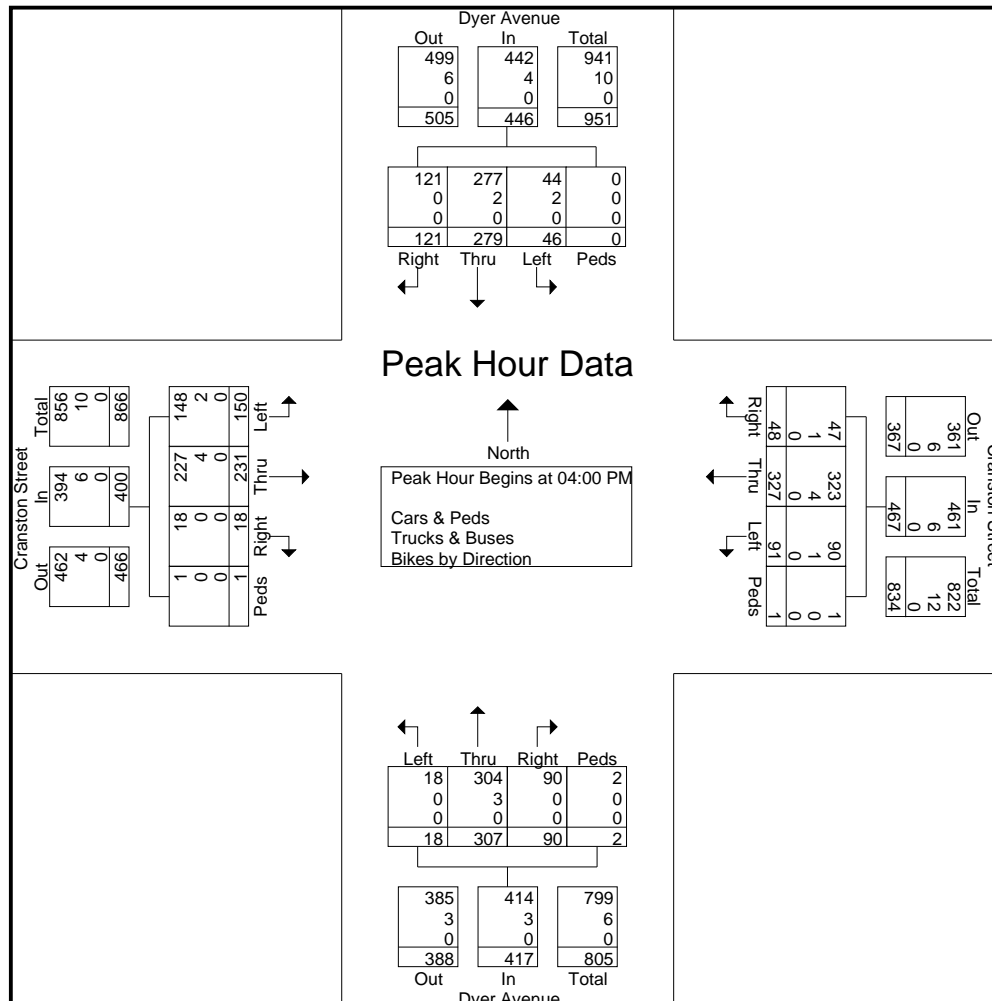 Dyer Avenue
Out In Total
499 442 941
6 4 10
0 0 0
505 446 951
121 277 44 0
0 2 2 0
0 0 0 0
121 279 46 0
Right Thru Left Peds
Peak Hour Data
North
Peak Hour Begins at 04:00 PM
Cars & Peds
Trucks & Buses
Bikes by Direction
Cranston Street
Out In Total
462 394 856
4 6 10
0 0 0
466 400 866
Peds Right Thru Left
1 18 227 148
0 0 4 2
0 0 0 0
1 18 231 150
Cranston Street
Out In Total
361 461 822
6 6 12
0 0 0
367 467 834
47 323 90 1
1 4 1 0
0 0 0 0
48 327 91 1
Right Thru Left Peds
Left Thru Right Peds
18 304 90 2
0 3 0 0
0 0 0 0
18 307 90 2
385 414 799
3 3 6
0 0 0
388 417 805
Out In Total
Dyer Avenue